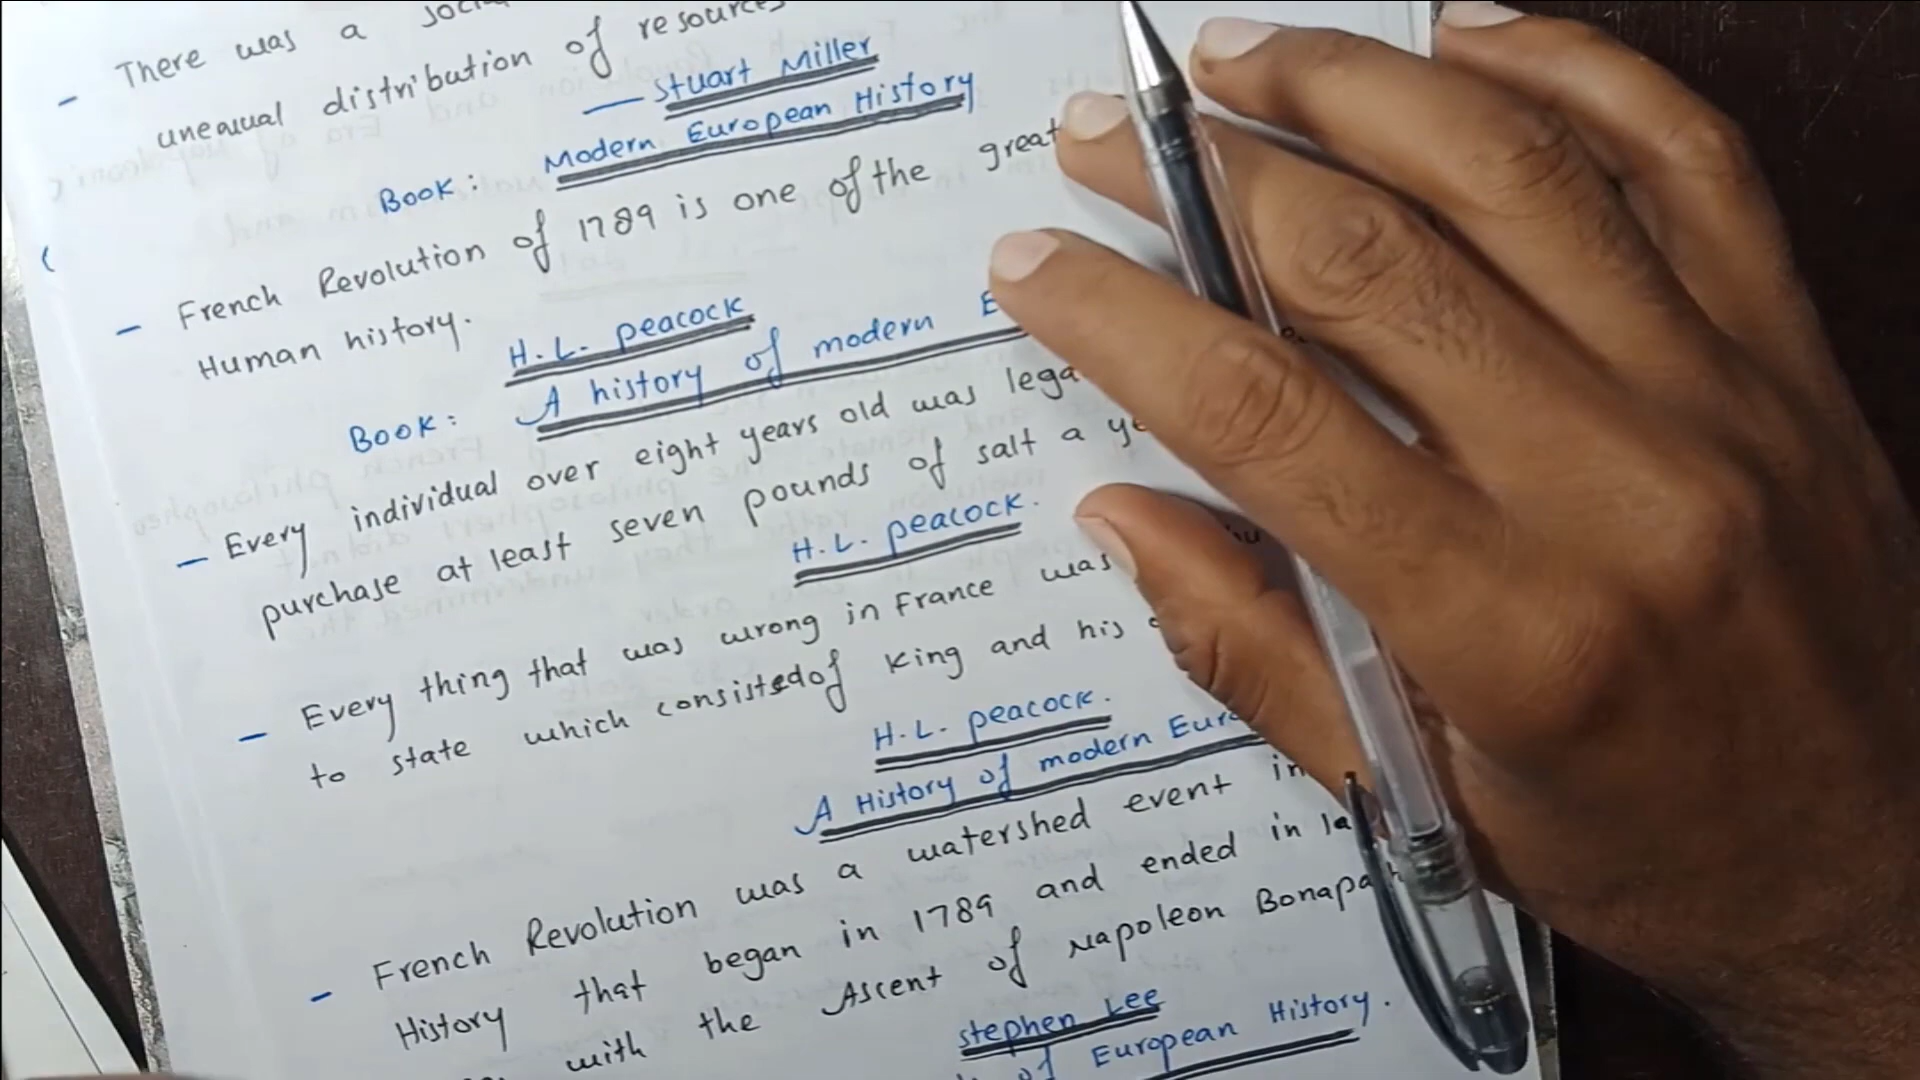 - There was a
unequal distribution of resources
— Stuart Miller
Book: Modern European History
- French Revolution of 1789 is one of the great
Human history.
H.L. peacock
Book: A history of modern E
- Every individual over eight years old was lega
purchase at least seven pounds of salt a ye
H.L. peacock.
- Every thing that was wrong in France was
to state which consisted of King and his
H.L. peacock.
A History of modern Euro
- French Revolution was a watershed event in
History that began in 1789 and ended in la
with the Ascent of Napoleon Bonapa
Stephen Lee
of European History.